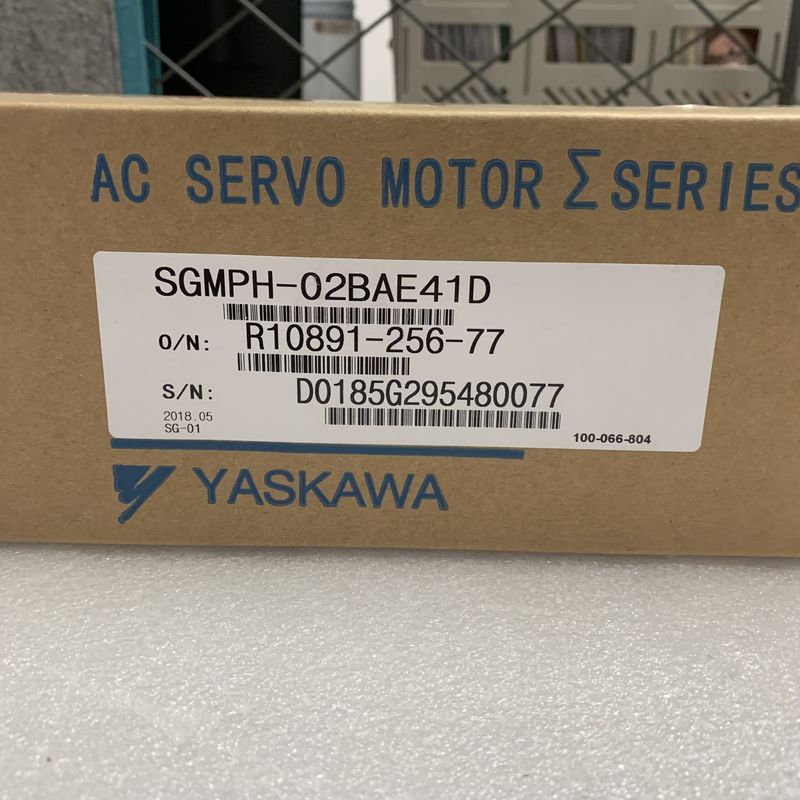 AC SERVO MOTOR Σ SERIES
SGMPH-02BAE41D
O/N: R10891-256-77
S/N: D0185G295480077
2018.05
SG-01
100-066-804
YASKAWA